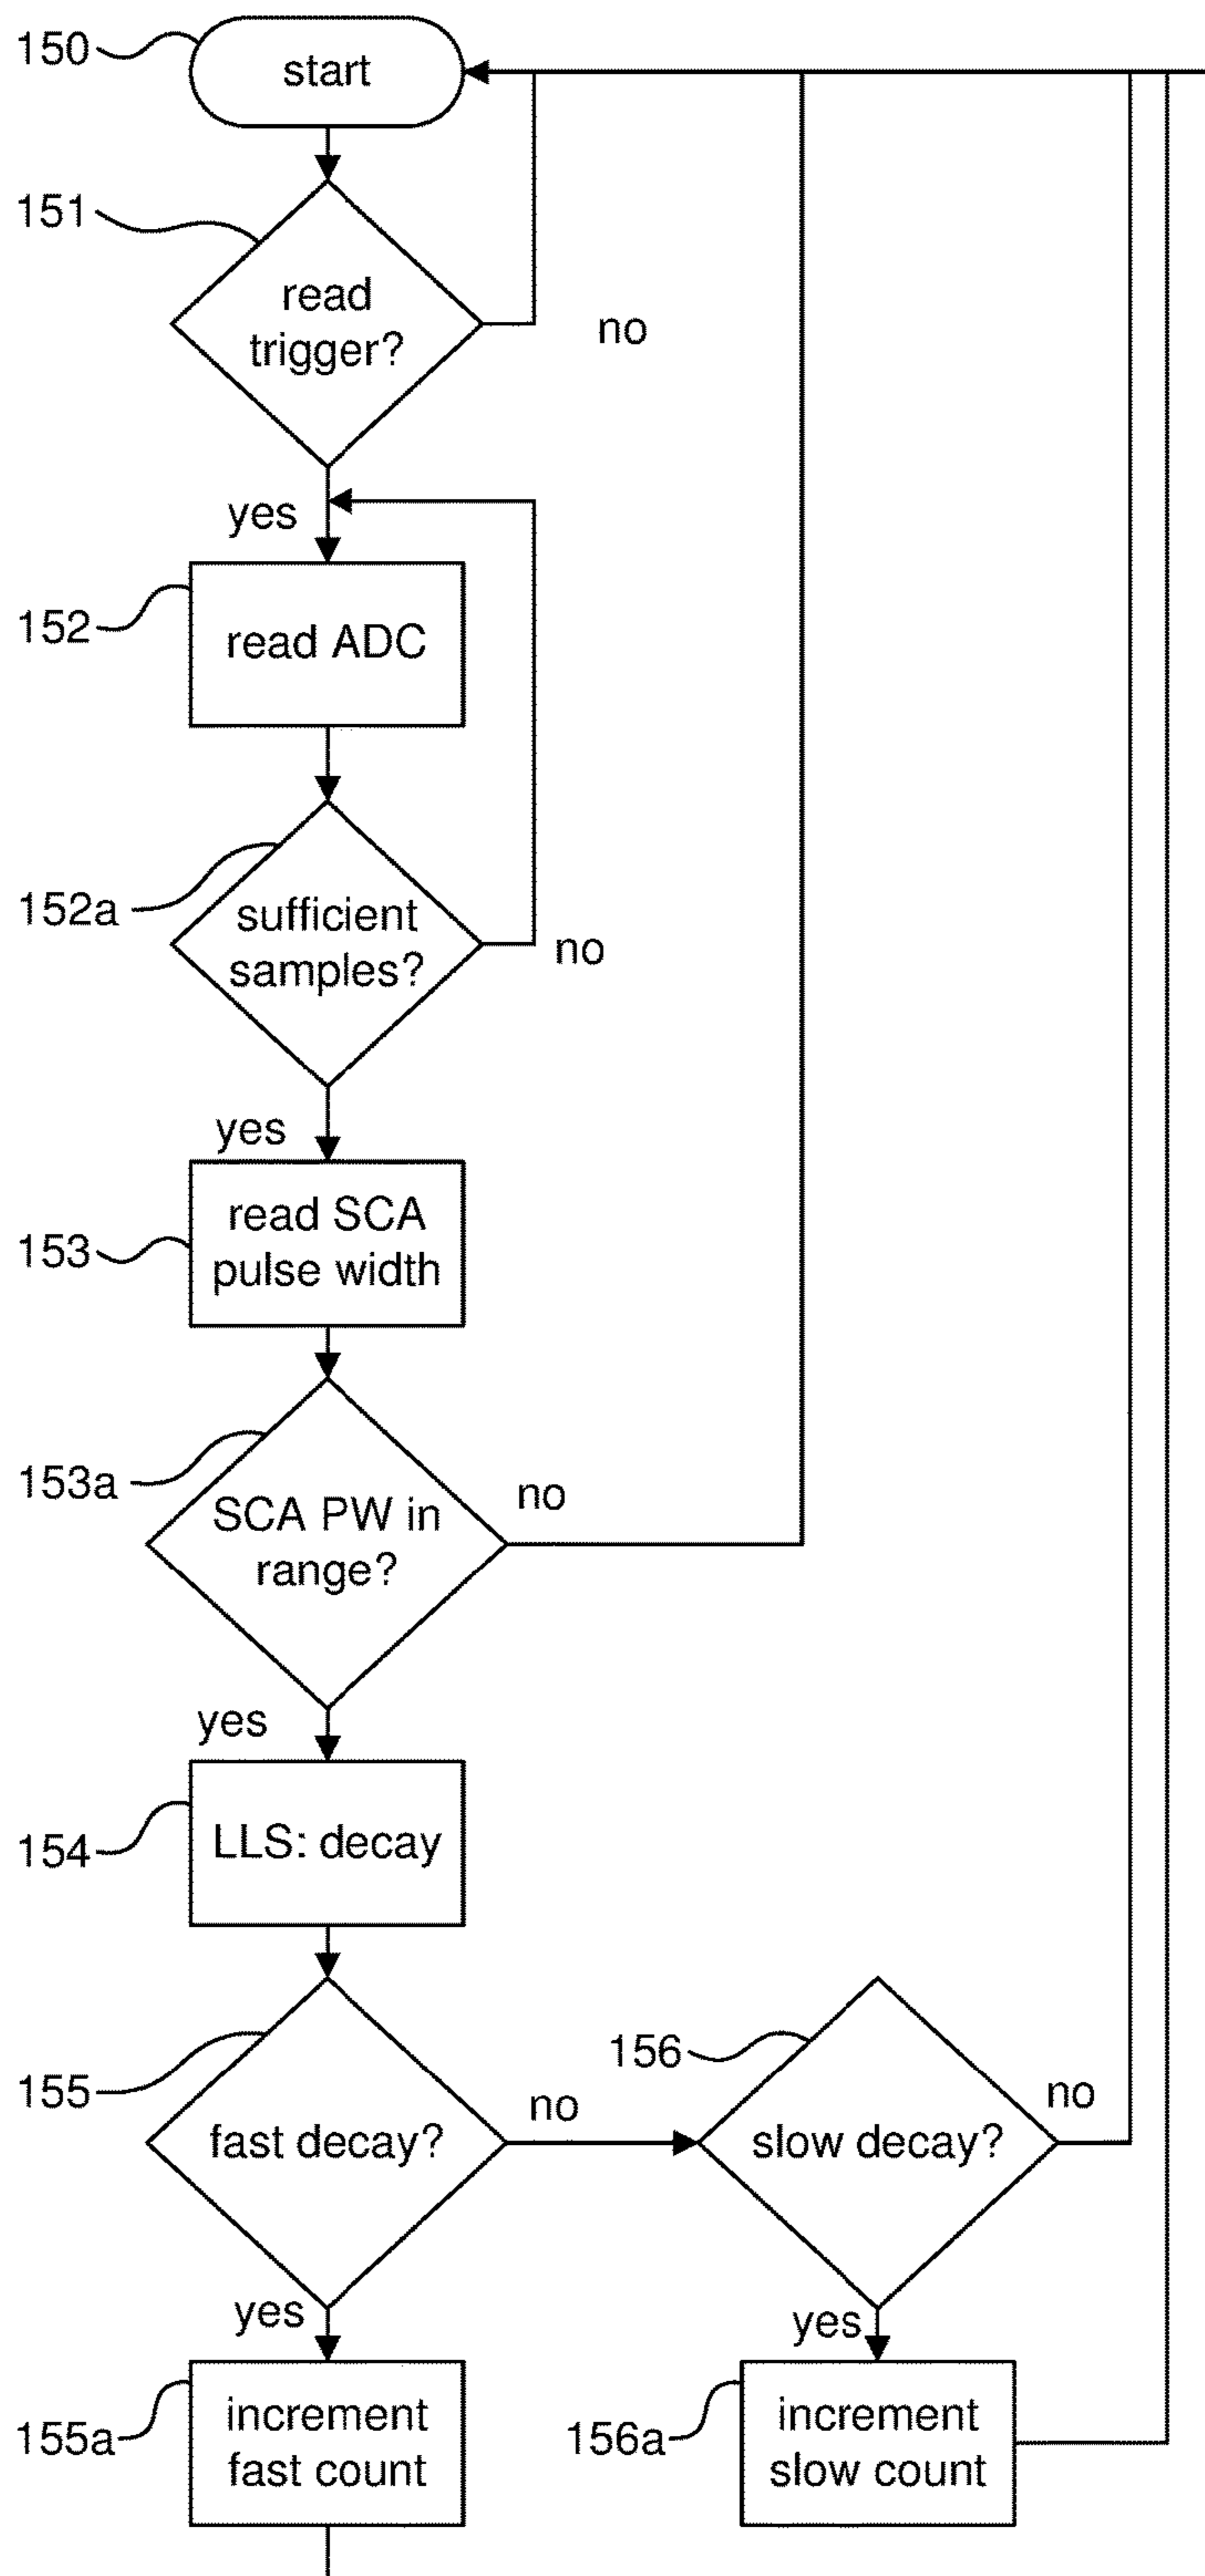 150
start
151
read
trigger?
no
yes
152
read ADC
152a
sufficient
samples?
no
yes
153
read SCA
pulse width
153a
SCA PW in
range?
no
yes
154
LLS: decay
155
fast decay?
no
156
slow decay?
no
yes
155a
increment
fast count
yes
156a
increment
slow count